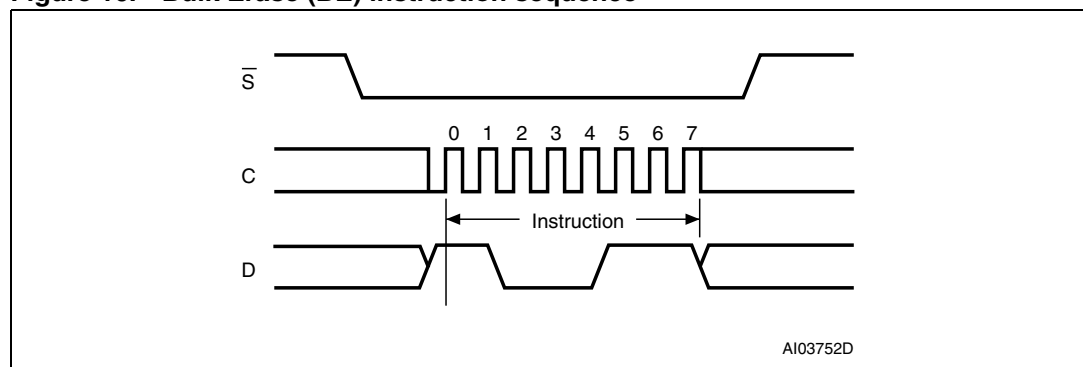 Bulk Erase (BE) instruction sequence
S̅
0 1 2 3 4 5 6 7
C
Instruction
D
AI03752D